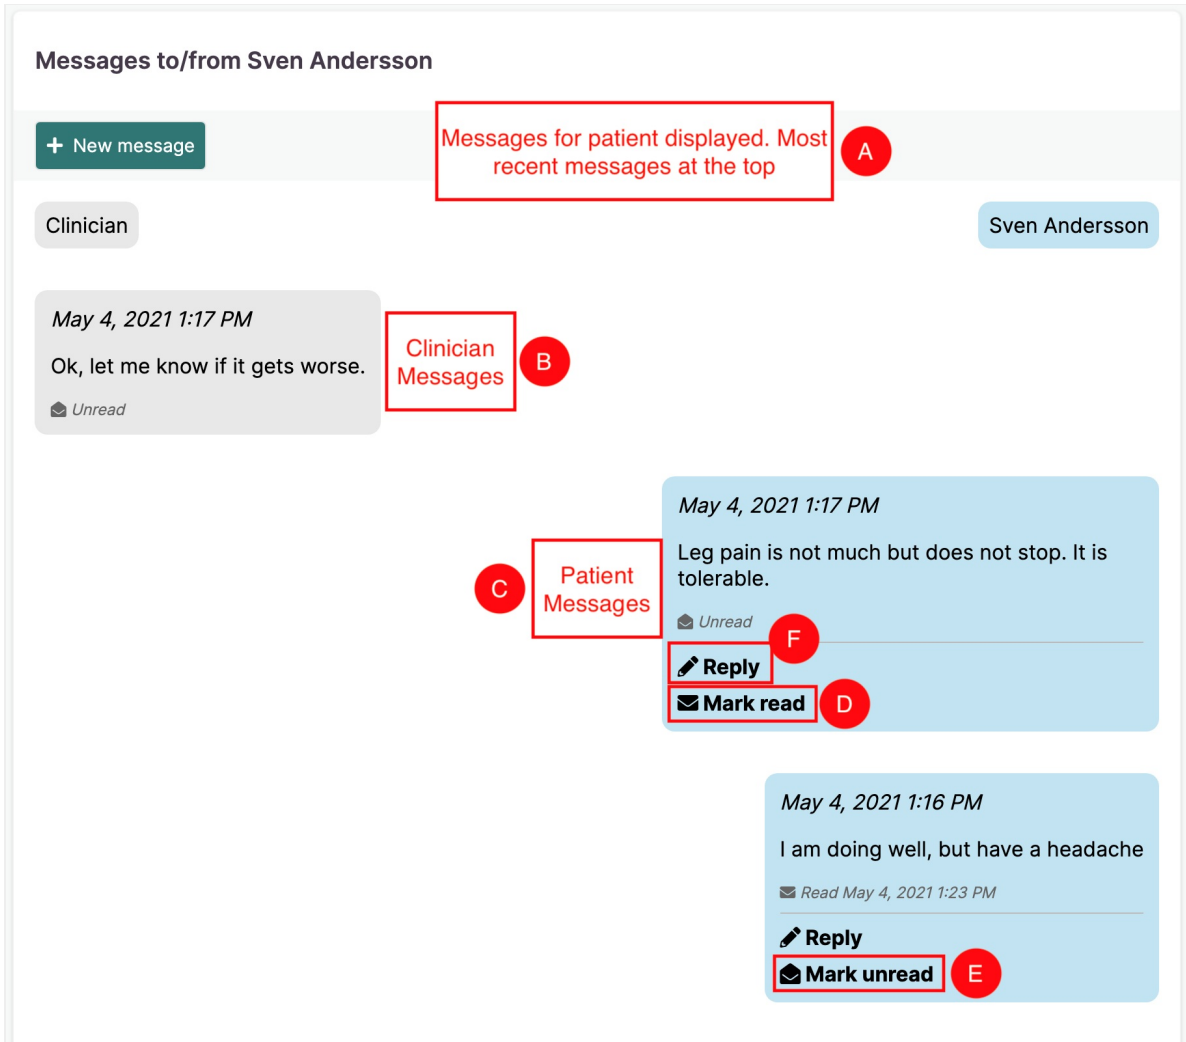 Messages to/from Sven Andersson
+ New message
Messages for patient displayed. Most
recent messages at the top
A
Clinician
Sven Andersson
May 4, 2021 1:17 PM
Ok, let me know if it gets worse.
Unread
Clinician
Messages
B
May 4, 2021 1:17 PM
Leg pain is not much but does not stop. It is
tolerable.
Unread
C
Patient
Messages
F
Reply
Mark read
D
May 4, 2021 1:16 PM
I am doing well, but have a headache
Read May 4, 2021 1:23 PM
Reply
Mark unread
E